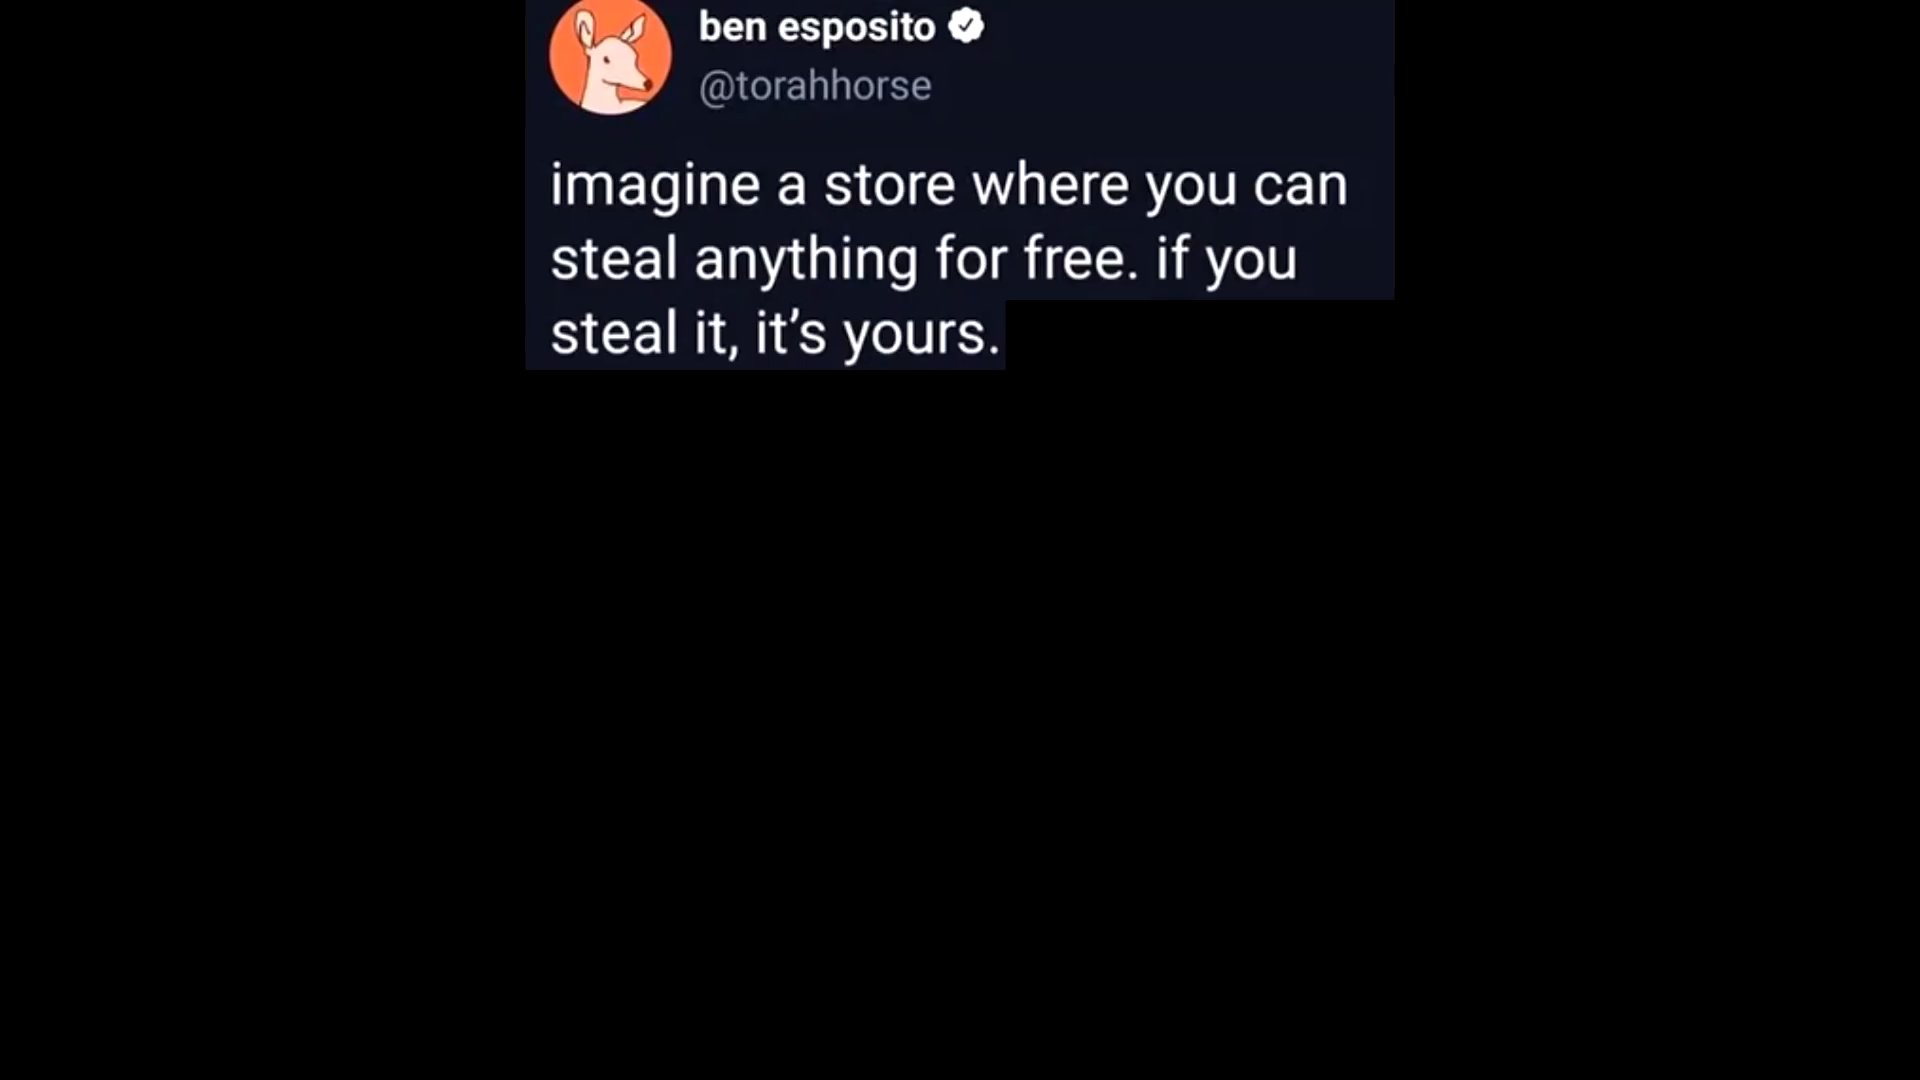 ben esposito
@torahhorse
imagine a store where you can
steal anything for free. if you
steal it, it’s yours.